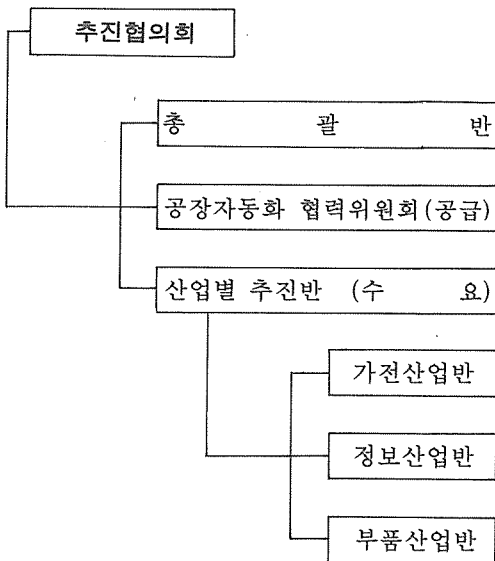 추진협의회
총 괄 반
공장자동화 협력위원회(공급)
산업별 추진반 (수 요)
가전산업반
정보산업반
부품산업반